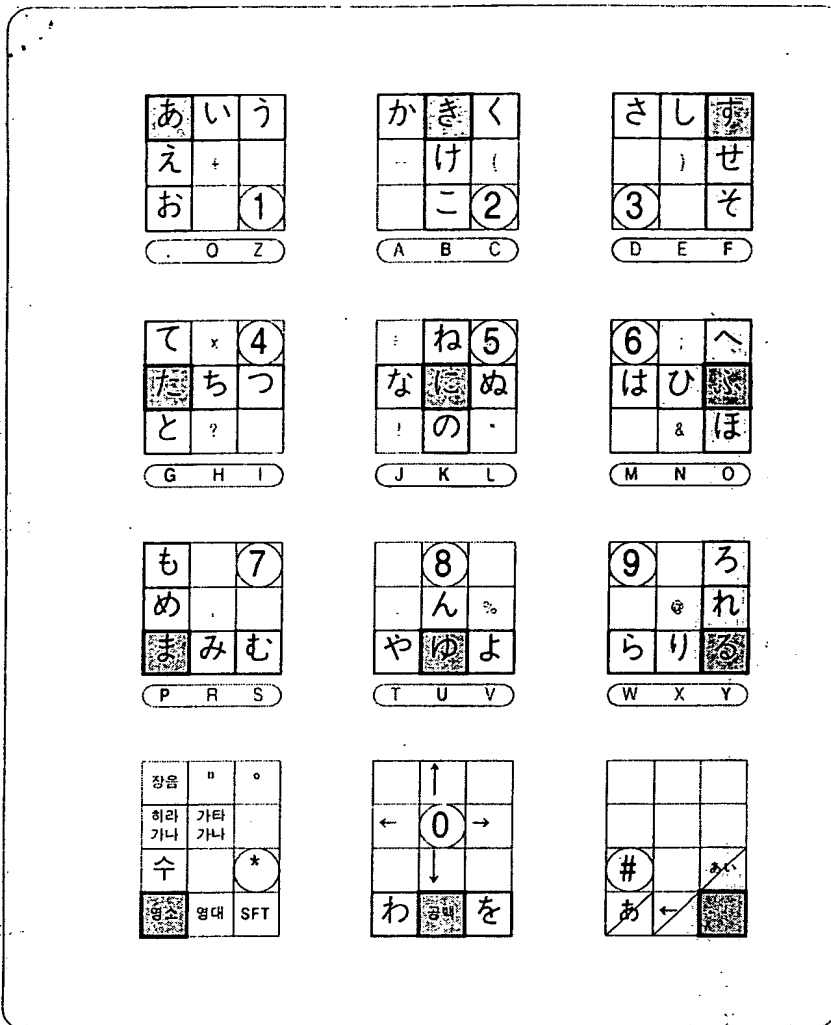 あ い う か き く さ し す
え + け ( ) せ
お 1 こ 2 3 そ
. O Z A B C D E F
て × 4 ね 5 6 ; へ
た ち つ な に ぬ は ひ
と ? ! の & ほ
G H I J K L M N O
も 7 8 9 ろ
め ん % @ れ
ま み む や ゆ よ ら り る
P R S T U V W X Y
장음 " ° ↑
히라가나 가타가나 ← 0 →
수 * ↓ # あい
영소 영대 SFT わ 공백 を あ ←